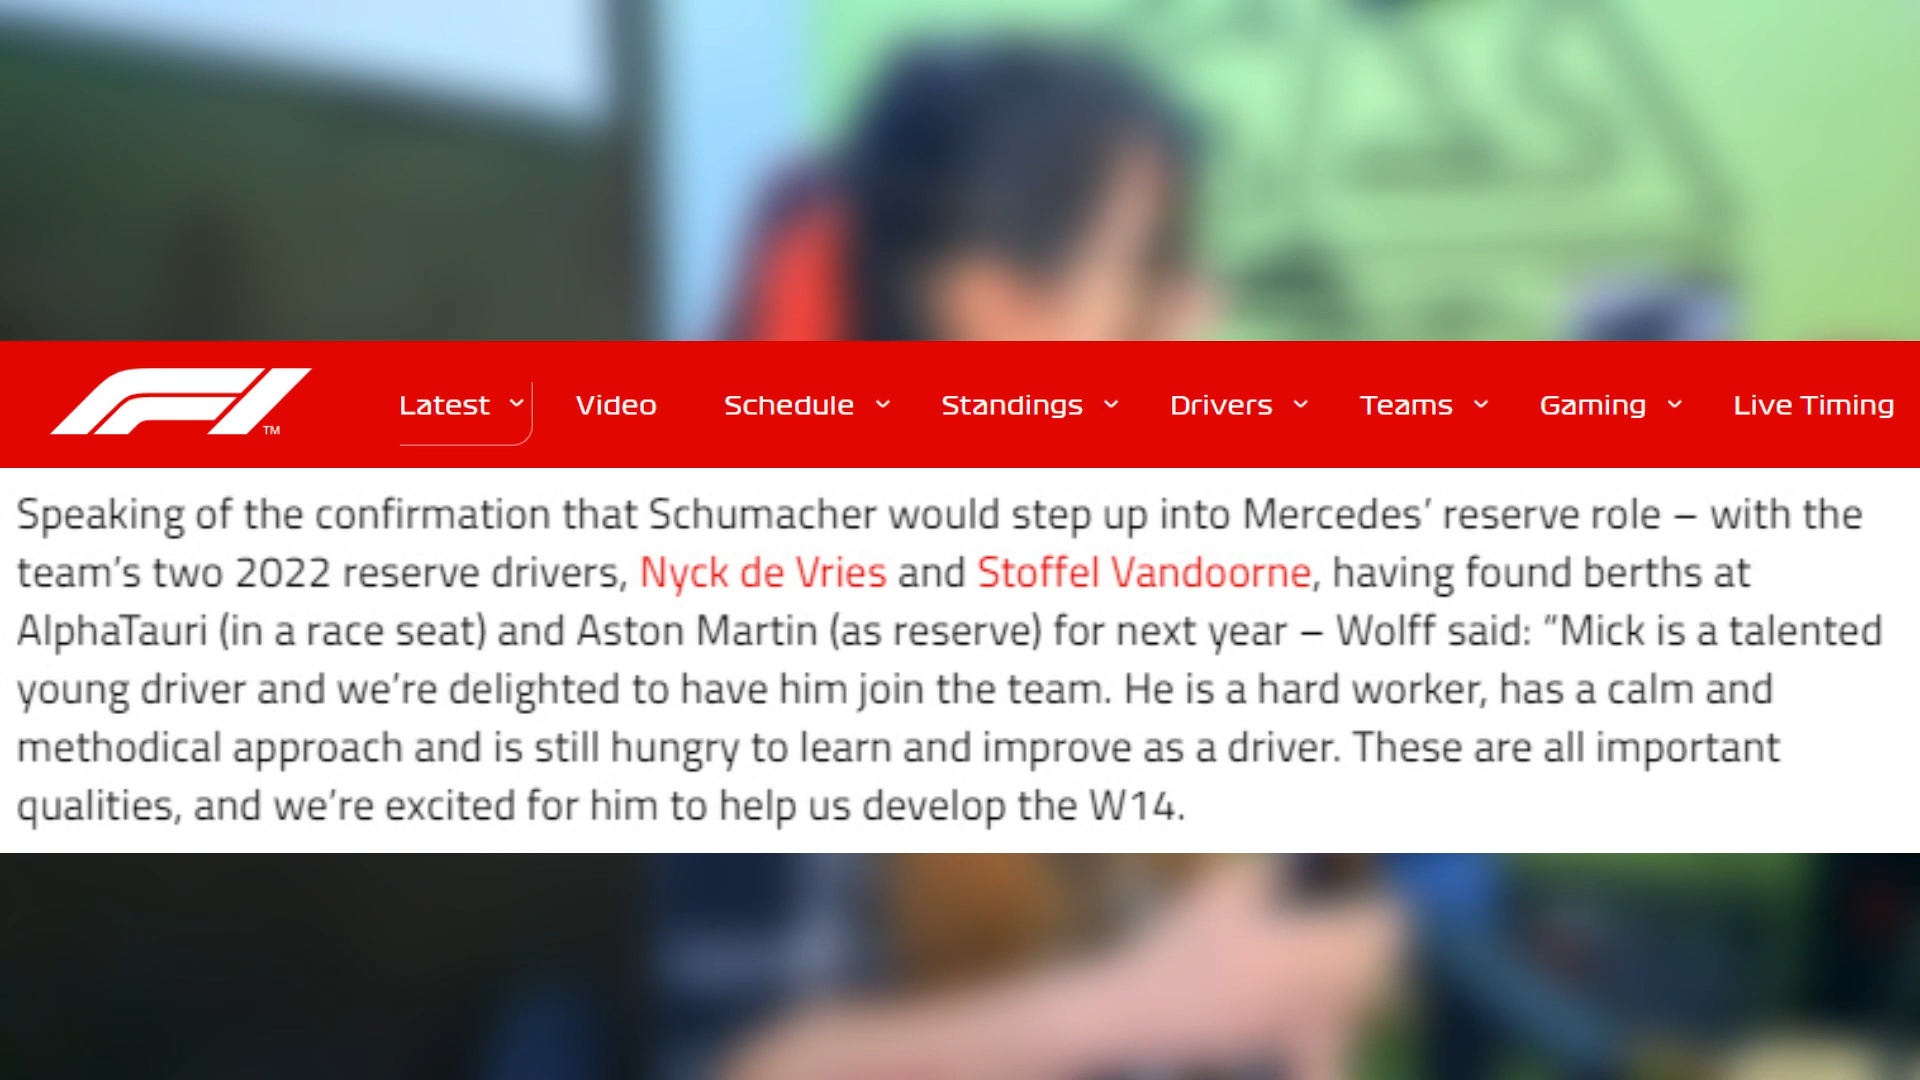 F1 TM Latest Video Schedule Standings Drivers Teams Gaming Live Timing
Speaking of the confirmation that Schumacher would step up into Mercedes’ reserve role – with the
team’s two 2022 reserve drivers, Nyck de Vries and Stoffel Vandoorne, having found berths at
AlphaTauri (in a race seat) and Aston Martin (as reserve) for next year – Wolff said: “Mick is a talented
young driver and we’re delighted to have him join the team. He is a hard worker, has a calm and
methodical approach and is still hungry to learn and improve as a driver. These are all important
qualities, and we’re excited for him to help us develop the W14.